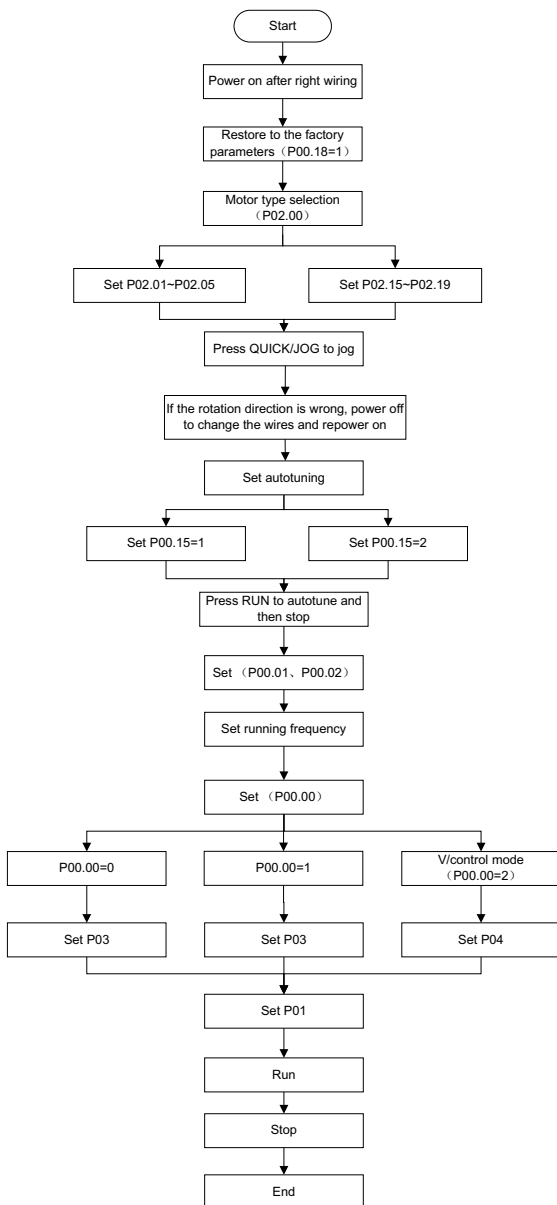 Start
Power on after right wiring
Restore to the factory
parameters（P00.18=1）
Motor type selection
（P02.00）
Set P02.01~P02.05
Set P02.15~P02.19
Press QUICK/JOG to jog
If the rotation direction is wrong, power off
to change the wires and repower on
Set autotuning
Set P00.15=1
Set P00.15=2
Press RUN to autotune and
then stop
Set （P00.01、P00.02）
Set running frequency
Set （P00.00）
P00.00=0
P00.00=1
V/control mode
（P00.00=2）
Set P03
Set P03
Set P04
Set P01
Run
Stop
End